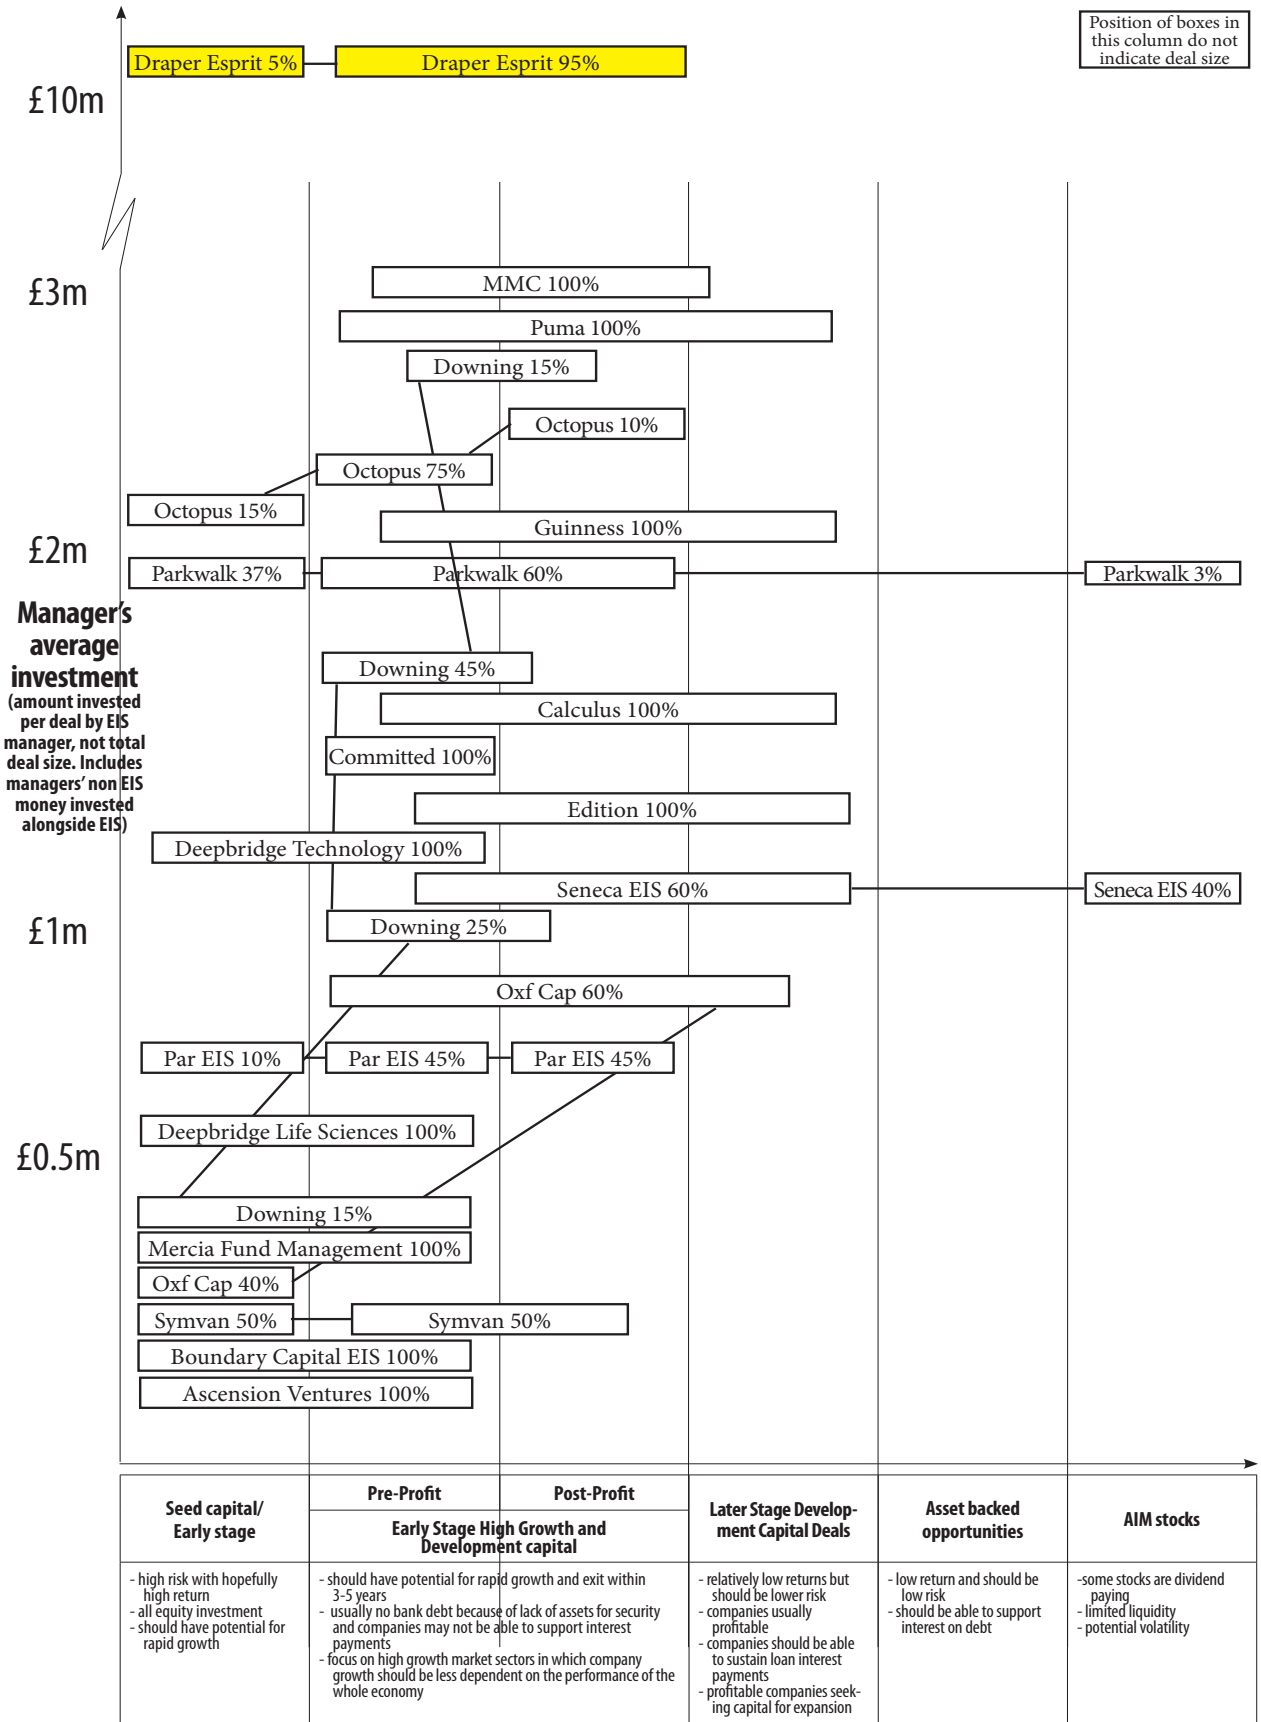 Position of boxes in
this column do not
indicate deal size
Draper Esprit 5%
Draper Esprit 95%
£10m
£3m
MMC 100%
Puma 100%
Downing 15%
Octopus 10%
Octopus 75%
Octopus 15%
Guinness 100%
£2m
Parkwalk 37%
Parkwalk 60%
Parkwalk 3%
Manager's
average
investment
(amount invested
per deal by EIS
manager, not total
deal size. Includes
managers' non EIS
money invested
alongside EIS)
Downing 45%
Calculus 100%
Committed 100%
Edition 100%
Deepbridge Technology 100%
Seneca EIS 60%
Seneca EIS 40%
£1m
Downing 25%
Oxf Cap 60%
Par EIS 10%
Par EIS 45%
Par EIS 45%
Deepbridge Life Sciences 100%
£0.5m
Downing 15%
Mercia Fund Management 100%
Oxf Cap 40%
Symvan 50%
Symvan 50%
Boundary Capital EIS 100%
Ascension Ventures 100%
Seed capital/
Early stage
Pre-Profit
Post-Profit
Early Stage High Growth and
Development capital
Later Stage Develop-
ment Capital Deals
Asset backed
opportunities
AIM stocks
- high risk with hopefully
high return
- all equity investment
- should have potential for
rapid growth
- should have potential for rapid growth and exit within
3-5 years
- usually no bank debt because of lack of assets for security
and companies may not be able to support interest
payments
- focus on high growth market sectors in which company
growth should be less dependent on the performance of the
whole economy
- relatively low returns but
should be lower risk
- companies usually
profitable
- companies should be able
to sustain loan interest
payments
- profitable companies seek-
ing capital for expansion
- low return and should be
low risk
- should be able to support
interest on debt
-some stocks are dividend
paying
- limited liquidity
- potential volatility